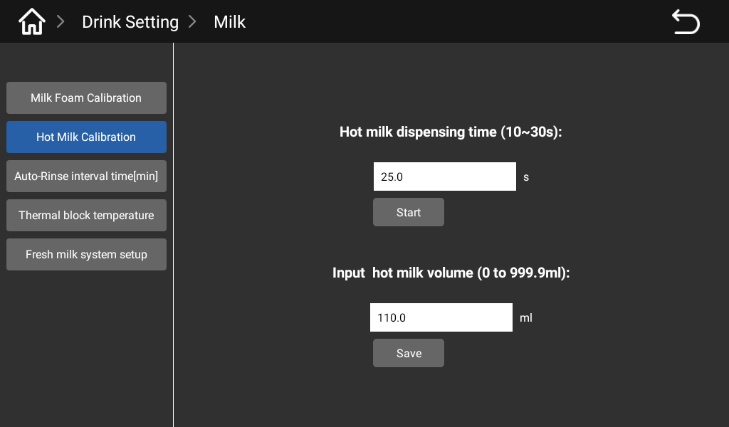 > Drink Setting > Milk
Milk Foam Calibration
Hot Milk Calibration
Auto-Rinse interval time[min]
Thermal block temperature
Fresh milk system setup
Hot milk dispensing time (10~30s):
25.0 s
Start
Input hot milk volume (0 to 999.9ml):
110.0 ml
Save